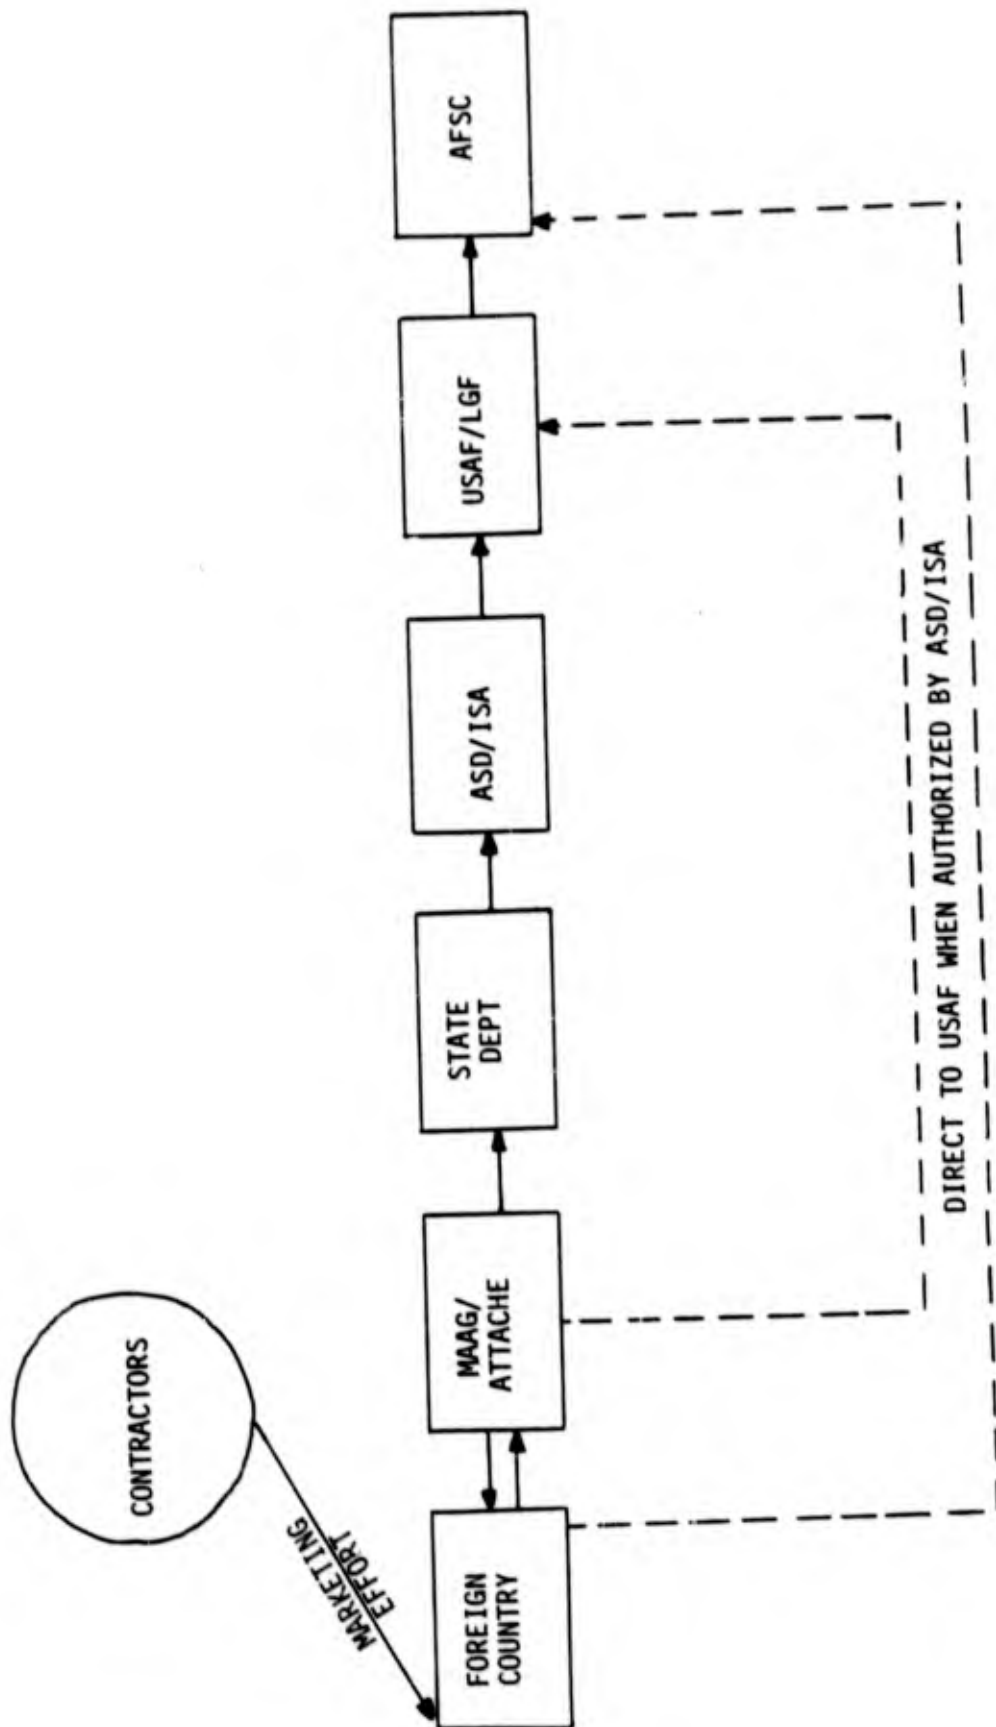 CONTRACTORS
MARKETING
EFFORT
FOREIGN
COUNTRY
MAAG/
ATTACHE
STATE
DEPT
ASD/ISA
USAF/LGF
AFSC
DIRECT TO USAF WHEN AUTHORIZED BY ASD/ISA